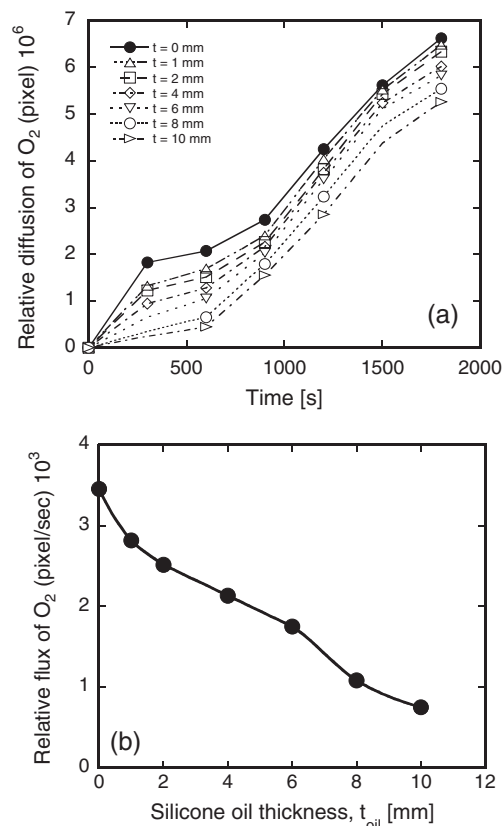 Relative diffusion of O2 (pixel) 10^6
7
6
5
4
3
2
1
0
t = 0 mm
t = 1 mm
t = 2 mm
t = 4 mm
t = 6 mm
t = 8 mm
t = 10 mm
(a)
0 500 1000 1500 2000
Time [s]
Relative flux of O2 (pixel/sec) 10^3
4
3
2
1
0
(b)
0 2 4 6 8 10 12
Silicone oil thickness, t_oil [mm]